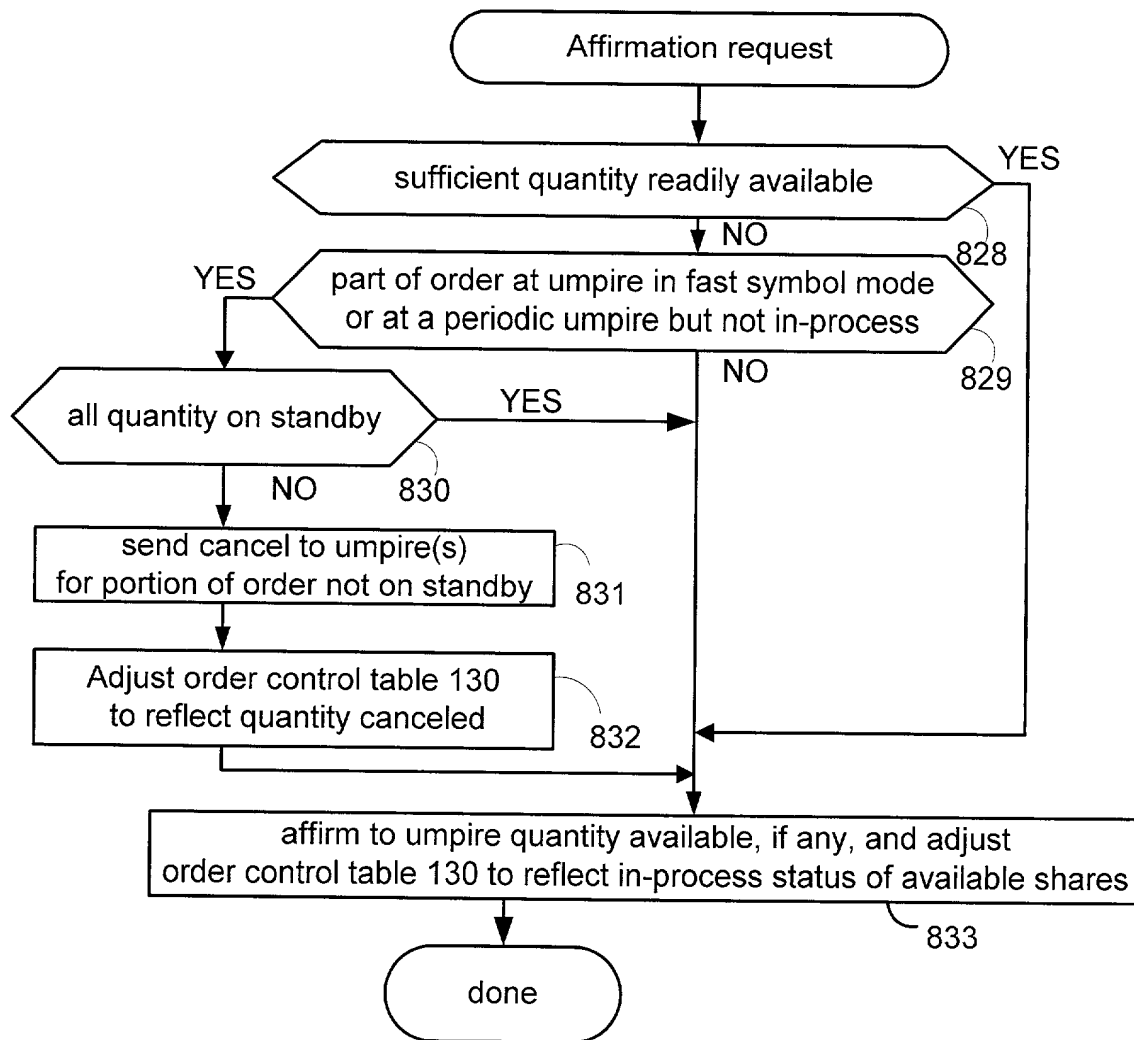 Affirmation request
YES
sufficient quantity readily available
NO
828
YES
part of order at umpire in fast symbol mode
or at a periodic umpire but not in-process
NO
829
YES
all quantity on standby
NO
830
send cancel to umpire(s)
for portion of order not on standby
831
Adjust order control table 130
to reflect quantity canceled
832
affirm to umpire quantity available, if any, and adjust
order control table 130 to reflect in-process status of available shares
833
done